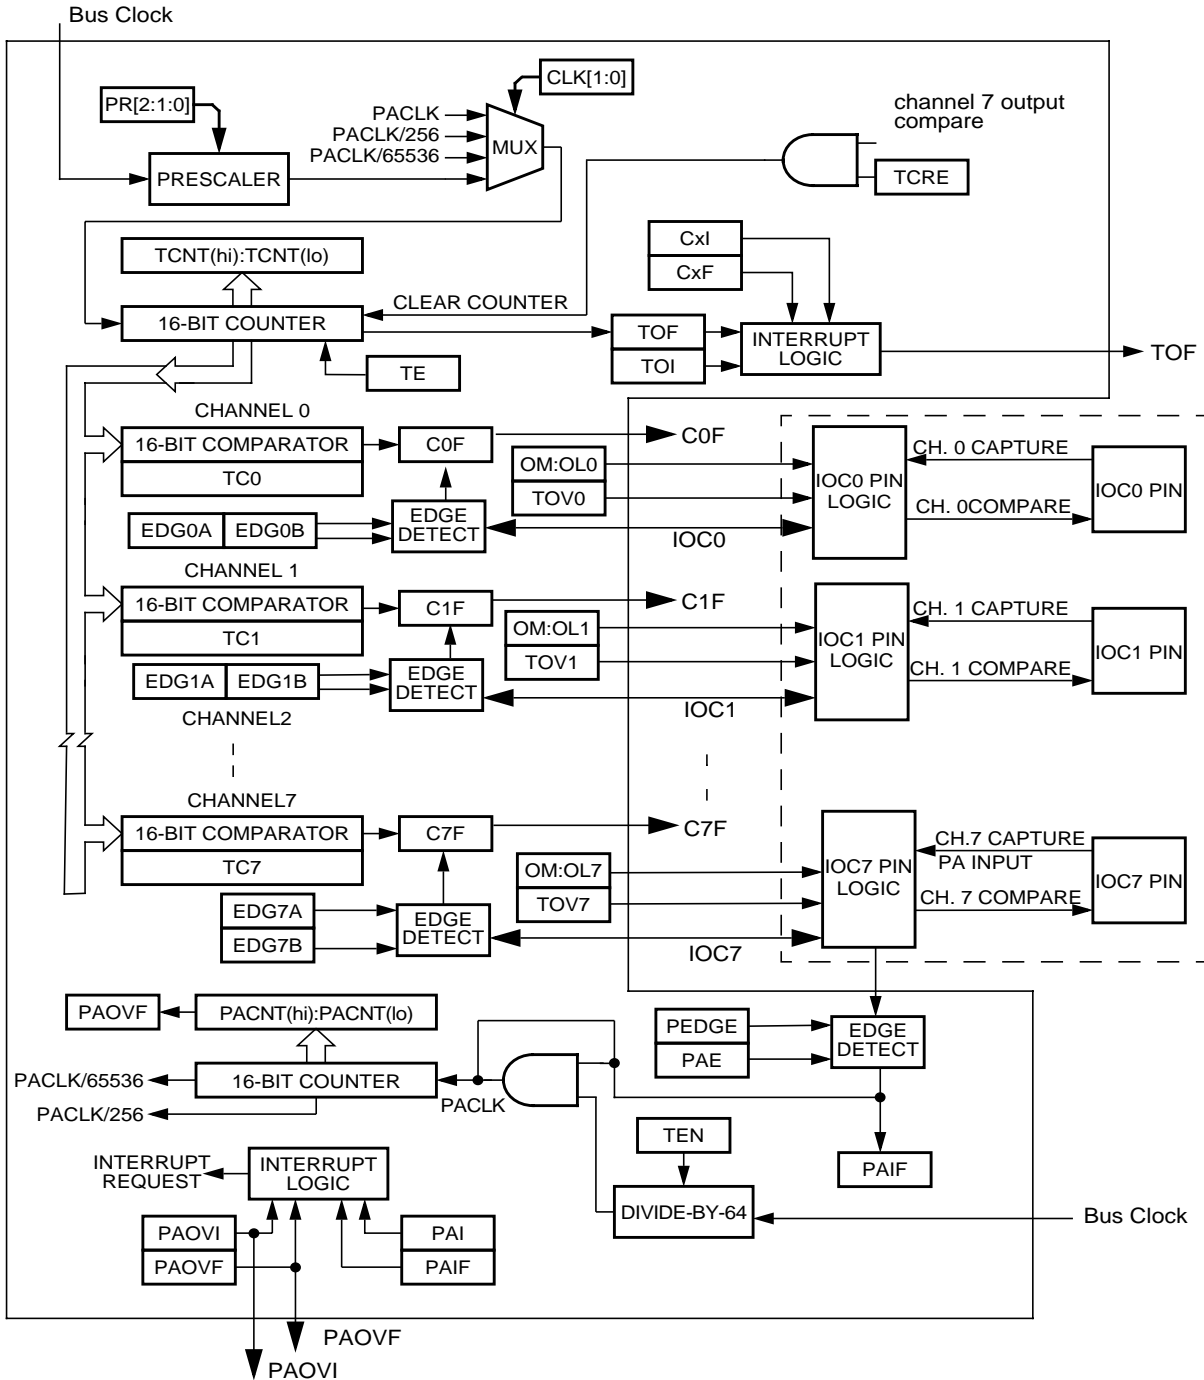 Bus Clock
PR[2:1:0]
CLK[1:0]
PACLK
PACLK/256
PACLK/65536
MUX
PRESCALER
channel 7 output
compare
TCRE
TCNT(hi):TCNT(lo)
CxI
CxF
CLEAR COUNTER
16-BIT COUNTER
TOF
TOI
INTERRUPT
LOGIC
TOF
TE
CHANNEL 0
16-BIT COMPARATOR
TC0
C0F
C0F
OM:OL0
TOV0
EDG0A
EDG0B
EDGE
DETECT
IOC0
IOC0 PIN
LOGIC
CH. 0 CAPTURE
CH. 0COMPARE
IOC0 PIN
CHANNEL 1
16-BIT COMPARATOR
TC1
C1F
C1F
OM:OL1
TOV1
EDG1A
EDG1B
EDGE
DETECT
IOC1
IOC1 PIN
LOGIC
CH. 1 CAPTURE
CH. 1 COMPARE
IOC1 PIN
CHANNEL2
CHANNEL7
16-BIT COMPARATOR
TC7
C7F
C7F
OM:OL7
TOV7
EDG7A
EDG7B
EDGE
DETECT
IOC7
IOC7 PIN
LOGIC
CH.7 CAPTURE
PA INPUT
CH. 7 COMPARE
IOC7 PIN
PAOVF
PACNT(hi):PACNT(lo)
PEDGE
PAE
EDGE
DETECT
PACLK/65536
16-BIT COUNTER
PACLK
PACLK/256
TEN
PAIF
INTERRUPT
REQUEST
INTERRUPT
LOGIC
DIVIDE-BY-64
Bus Clock
PAOVI
PAOVF
PAI
PAIF
PAOVF
PAOVI